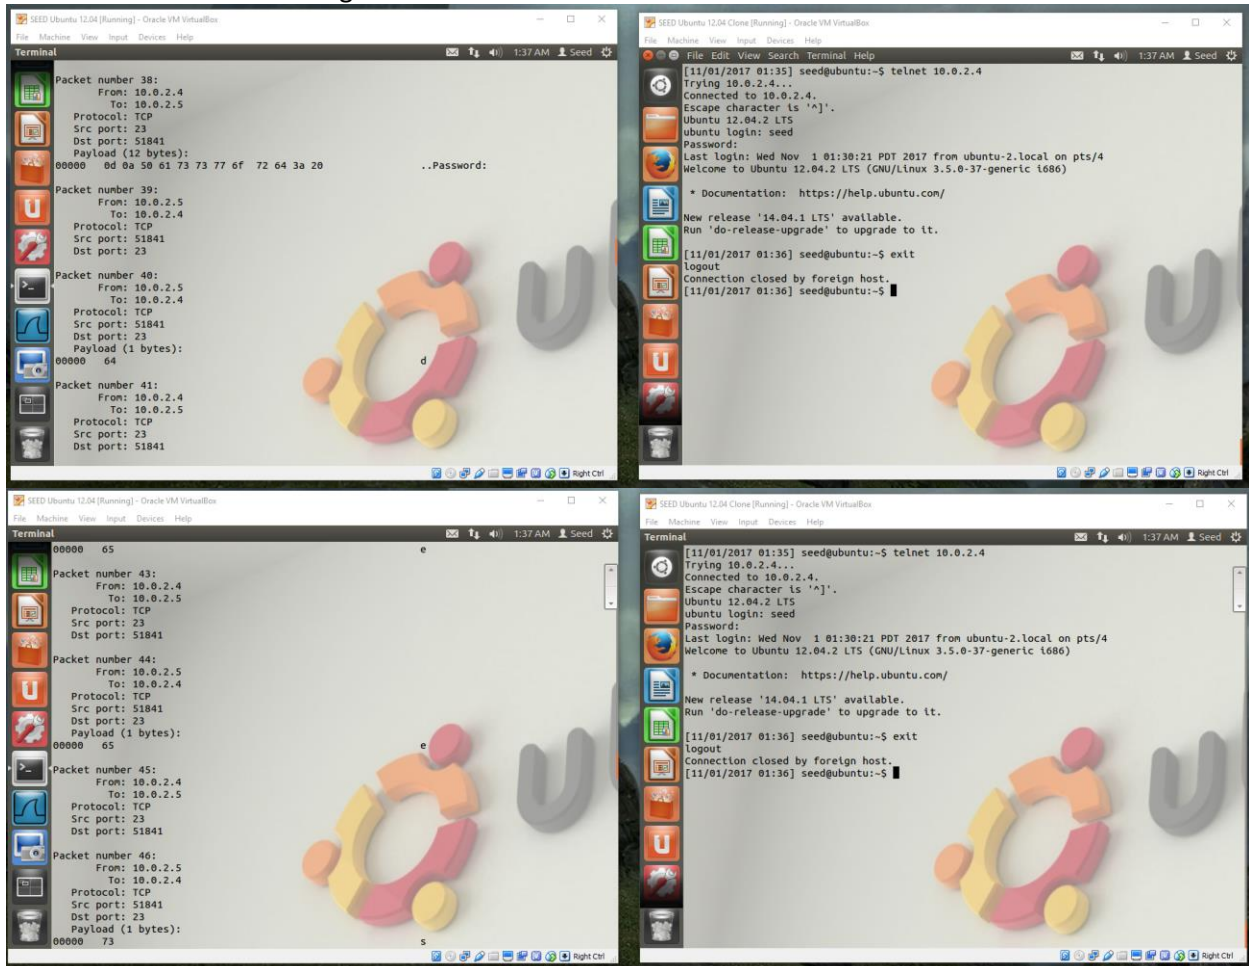 SEED Ubuntu 12.04 [Running] - Oracle VM VirtualBox
File Machine View Input Devices Help
Terminal 1:37 AM Seed
Packet number 38:
From: 10.0.2.4
To: 10.0.2.5
Protocol: TCP
Src port: 23
Dst port: 51841
Payload (12 bytes):
00000 0d 0a 50 61 73 73 77 6f 72 64 3a 20 ..Password:
Packet number 39:
From: 10.0.2.5
To: 10.0.2.4
Protocol: TCP
Src port: 51841
Dst port: 23
Packet number 40:
From: 10.0.2.5
To: 10.0.2.4
Protocol: TCP
Src port: 51841
Dst port: 23
Payload (1 bytes):
00000 64 d
Packet number 41:
From: 10.0.2.4
To: 10.0.2.5
Protocol: TCP
Src port: 23
Dst port: 51841
Right Ctrl
SEED Ubuntu 12.04 Clone [Running] - Oracle VM VirtualBox
File Machine View Input Devices Help
File Edit View Search Terminal Help 1:37 AM Seed
[11/01/2017 01:35] seed@ubuntu:~$ telnet 10.0.2.4
Trying 10.0.2.4...
Connected to 10.0.2.4.
Escape character is '^]'.
Ubuntu 12.04.2 LTS
ubuntu login: seed
Password:
Last login: Wed Nov 1 01:30:21 PDT 2017 from ubuntu-2.local on pts/4
Welcome to Ubuntu 12.04.2 LTS (GNU/Linux 3.5.0-37-generic i686)
* Documentation: https://help.ubuntu.com/
New release '14.04.1 LTS' available.
Run 'do-release-upgrade' to upgrade to it.
[11/01/2017 01:36] seed@ubuntu:~$ exit
logout
Connection closed by foreign host.
[11/01/2017 01:36] seed@ubuntu:~$
Right Ctrl
SEED Ubuntu 12.04 [Running] - Oracle VM VirtualBox
File Machine View Input Devices Help
Terminal 1:37 AM Seed
00000 65 e
Packet number 43:
From: 10.0.2.4
To: 10.0.2.5
Protocol: TCP
Src port: 23
Dst port: 51841
Packet number 44:
From: 10.0.2.5
To: 10.0.2.4
Protocol: TCP
Src port: 51841
Dst port: 23
Payload (1 bytes):
00000 65 e
Packet number 45:
From: 10.0.2.4
To: 10.0.2.5
Protocol: TCP
Src port: 23
Dst port: 51841
Packet number 46:
From: 10.0.2.5
To: 10.0.2.4
Protocol: TCP
Src port: 51841
Dst port: 23
Payload (1 bytes):
00000 73 s
Right Ctrl
SEED Ubuntu 12.04 Clone [Running] - Oracle VM VirtualBox
File Machine View Input Devices Help
Terminal 1:37 AM Seed
[11/01/2017 01:35] seed@ubuntu:~$ telnet 10.0.2.4
Trying 10.0.2.4...
Connected to 10.0.2.4.
Escape character is '^]'.
Ubuntu 12.04.2 LTS
ubuntu login: seed
Password:
Last login: Wed Nov 1 01:30:21 PDT 2017 from ubuntu-2.local on pts/4
Welcome to Ubuntu 12.04.2 LTS (GNU/Linux 3.5.0-37-generic i686)
* Documentation: https://help.ubuntu.com/
New release '14.04.1 LTS' available.
Run 'do-release-upgrade' to upgrade to it.
[11/01/2017 01:36] seed@ubuntu:~$ exit
logout
Connection closed by foreign host.
[11/01/2017 01:36] seed@ubuntu:~$
Right Ctrl